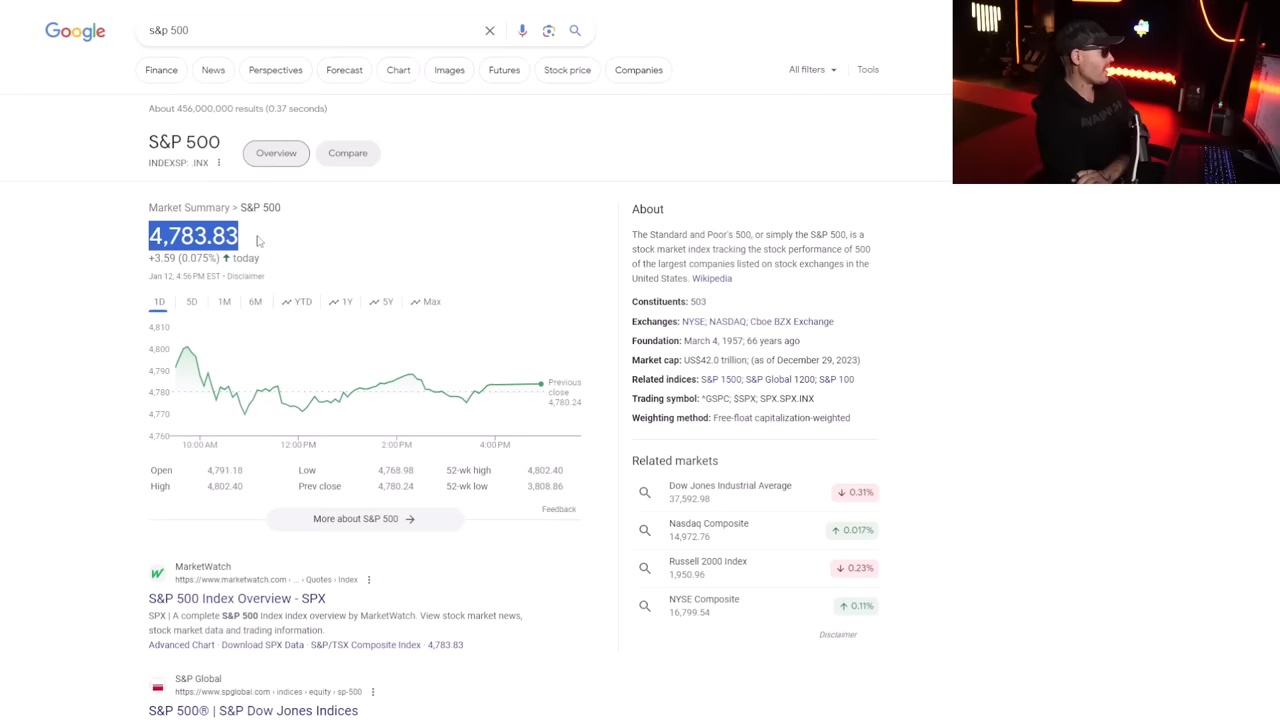 Google
s&p 500
Finance
News
Perspectives
Forecast
Chart
Images
Futures
Stock price
Companies
All filters
Tools
About 456,000,000 results (0.37 seconds)
S&P 500
INDEXSP: .INX
Overview
Compare
Market Summary > S&P 500
4,783.83
+3.59 (0.075%) ↑ today
Jan 12, 4:56 PM EST • Disclaimer
1D
5D
1M
6M
YTD
1Y
5Y
Max
4,810
4,800
4,790
4,780
4,770
4,760
Previous
close
4,780.24
10:00 AM
12:00 PM
2:00 PM
4:00 PM
Open 4,791.18 Low 4,768.98 52-wk high 4,802.40
High 4,802.40 Prev close 4,780.24 52-wk low 3,808.86
Feedback
More about S&P 500 →
MarketWatch
https://www.marketwatch.com › ... › Quotes › Index
S&P 500 Index Overview - SPX
SPX | A complete S&P 500 Index index overview by MarketWatch. View stock market news,
stock market data and trading information.
Advanced Chart · Download SPX Data · S&P/TSX Composite Index · 4,783.83
S&P Global
https://www.spglobal.com › indices › equity › sp-500
S&P 500® | S&P Dow Jones Indices
About
The Standard and Poor's 500, or simply the S&P 500, is a
stock market index tracking the stock performance of 500
of the largest companies listed on stock exchanges in the
United States. Wikipedia
Constituents: 503
Exchanges: NYSE; NASDAQ; Cboe BZX Exchange
Foundation: March 4, 1957; 66 years ago
Market cap: US$42.0 trillion; (as of December 29, 2023)
Related indices: S&P 1500; S&P Global 1200; S&P 100
Trading symbol: ^GSPC; $SPX; SPX.SPX.INX
Weighting method: Free-float capitalization-weighted
Related markets
Dow Jones Industrial Average
37,592.98
↓ 0.31%
Nasdaq Composite
14,972.76
↑ 0.017%
Russell 2000 Index
1,950.96
↓ 0.23%
NYSE Composite
16,799.54
↑ 0.11%
Disclaimer